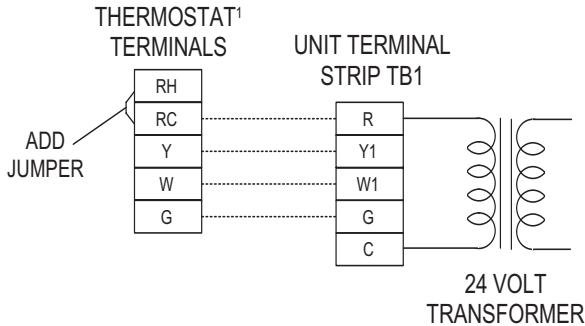 THERMOSTAT¹
TERMINALS
UNIT TERMINAL
STRIP TB1
RH
RC
Y
W
G
ADD
JUMPER
R
Y1
W1
G
C
24 VOLT
TRANSFORMER